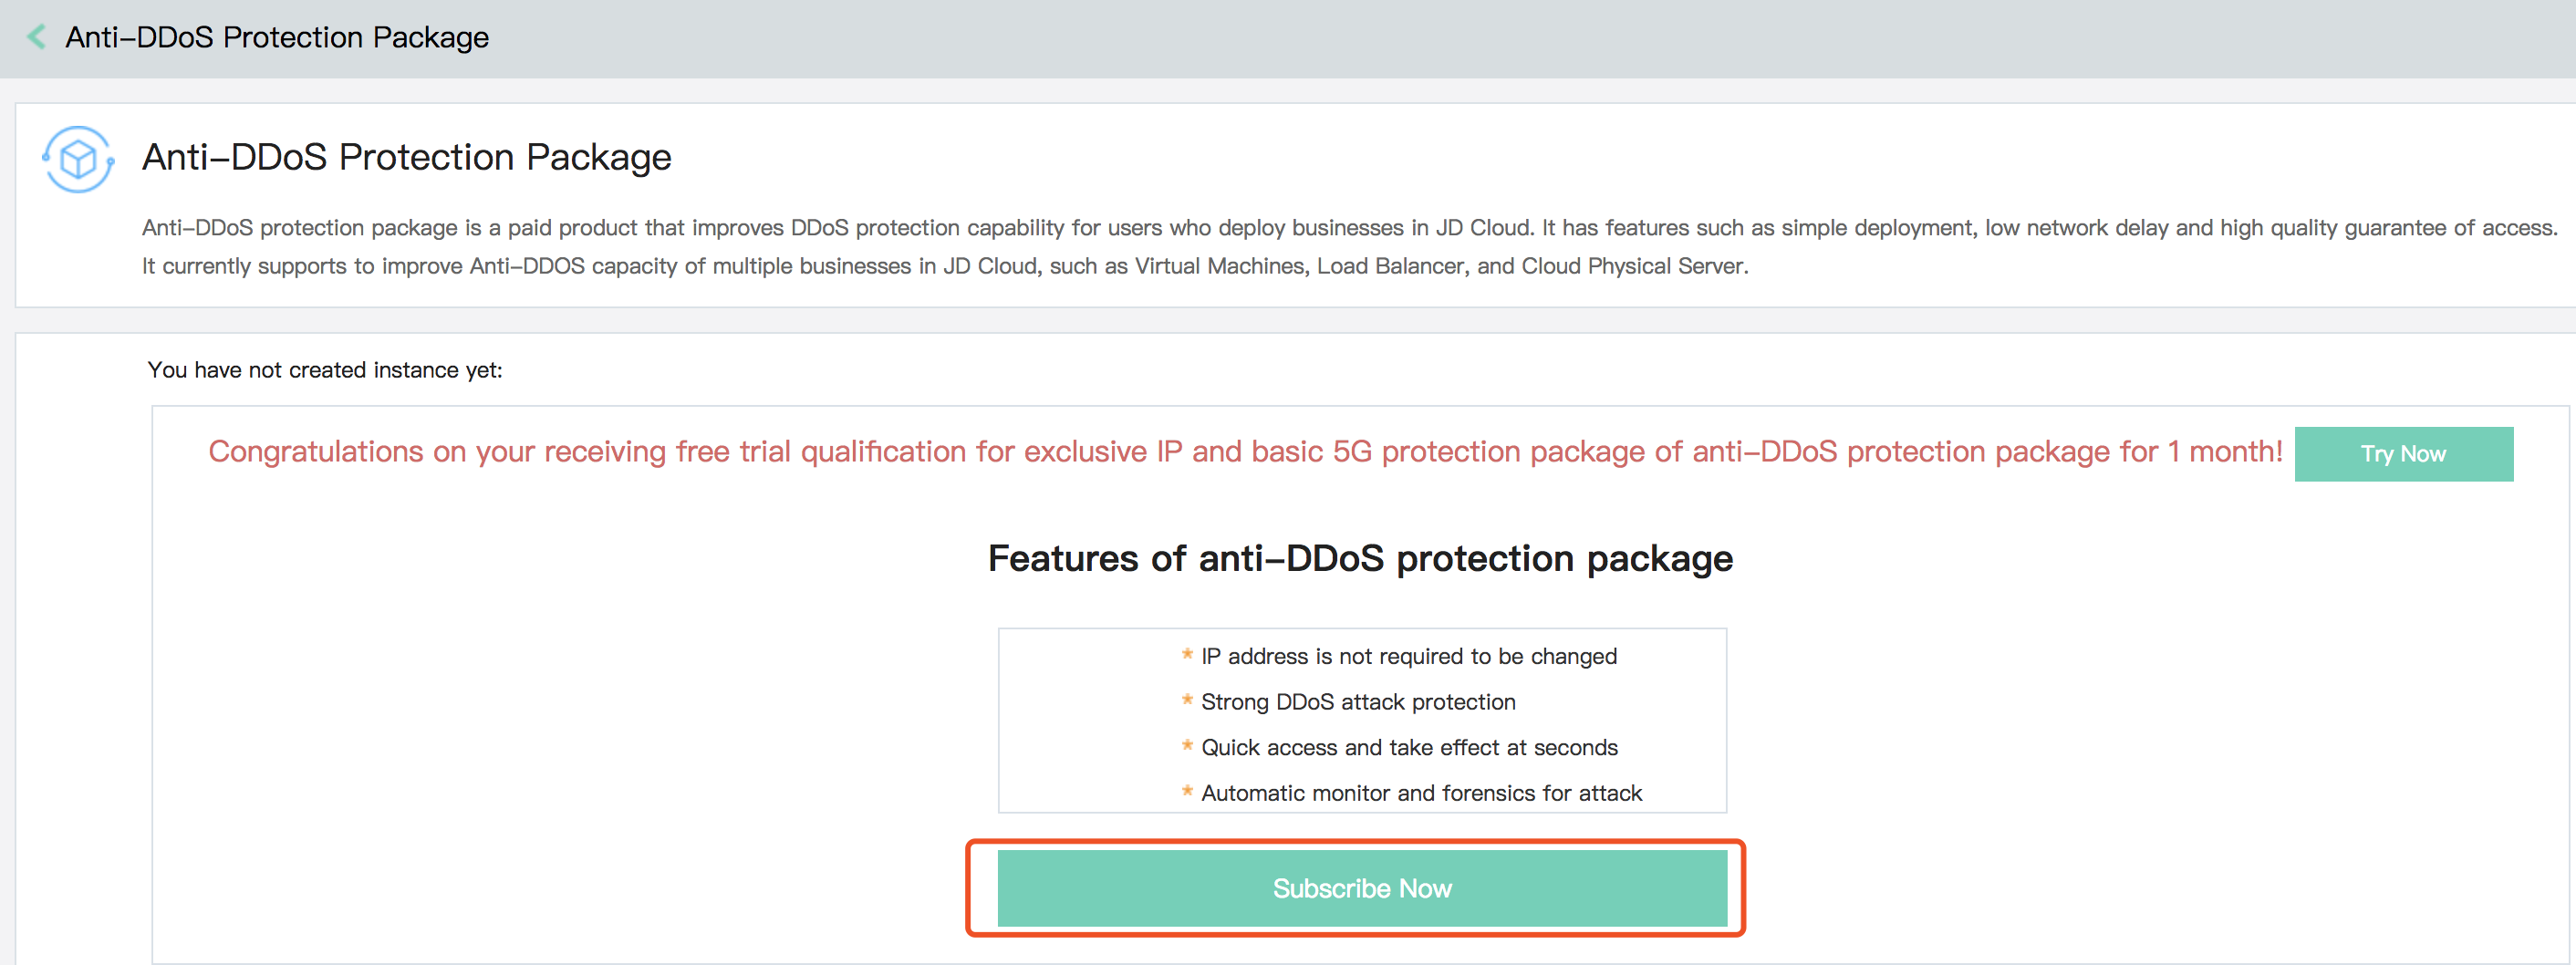 Anti-DDoS Protection Package
Anti-DDoS Protection Package
Anti-DDoS protection package is a paid product that improves DDoS protection capability for users who deploy businesses in JD Cloud. It has features such as simple deployment, low network delay and high quality guarantee of access.
It currently supports to improve Anti-DDOS capacity of multiple businesses in JD Cloud, such as Virtual Machines, Load Balancer, and Cloud Physical Server.
You have not created instance yet:
Congratulations on your receiving free trial qualification for exclusive IP and basic 5G protection package of anti-DDoS protection package for 1 month! Try Now
Features of anti-DDoS protection package
* IP address is not required to be changed
* Strong DDoS attack protection
* Quick access and take effect at seconds
* Automatic monitor and forensics for attack
Subscribe Now